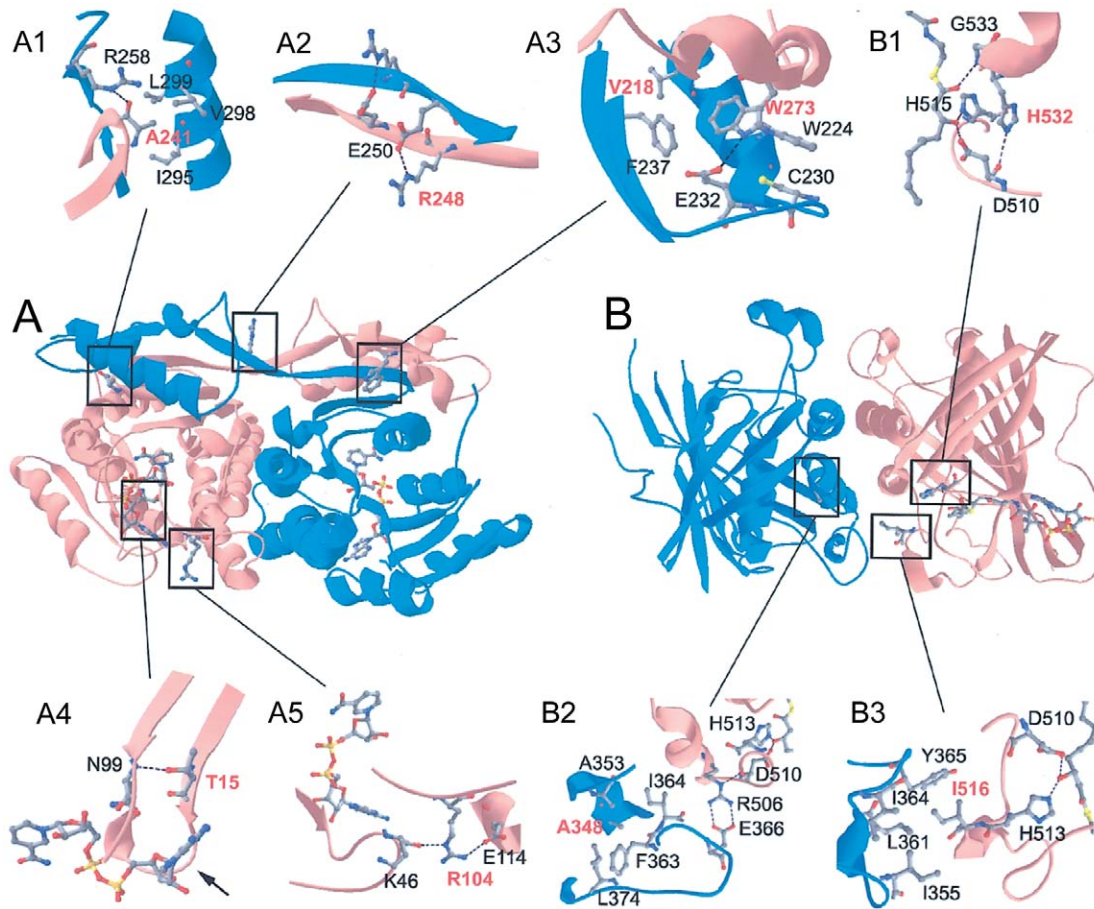 A1
R258
L299
V298
A241
I295
A2
E250
R248
A3
V218
W273
W224
F237
C230
E232
B1
G533
H515
H532
D510
A
B
A4
N99
T15
A5
K46
R104
E114
B2
H513
A353
I364
D510
A348
R506
E366
F363
L374
B3
D510
Y365
I516
I364
L361
H513
I355